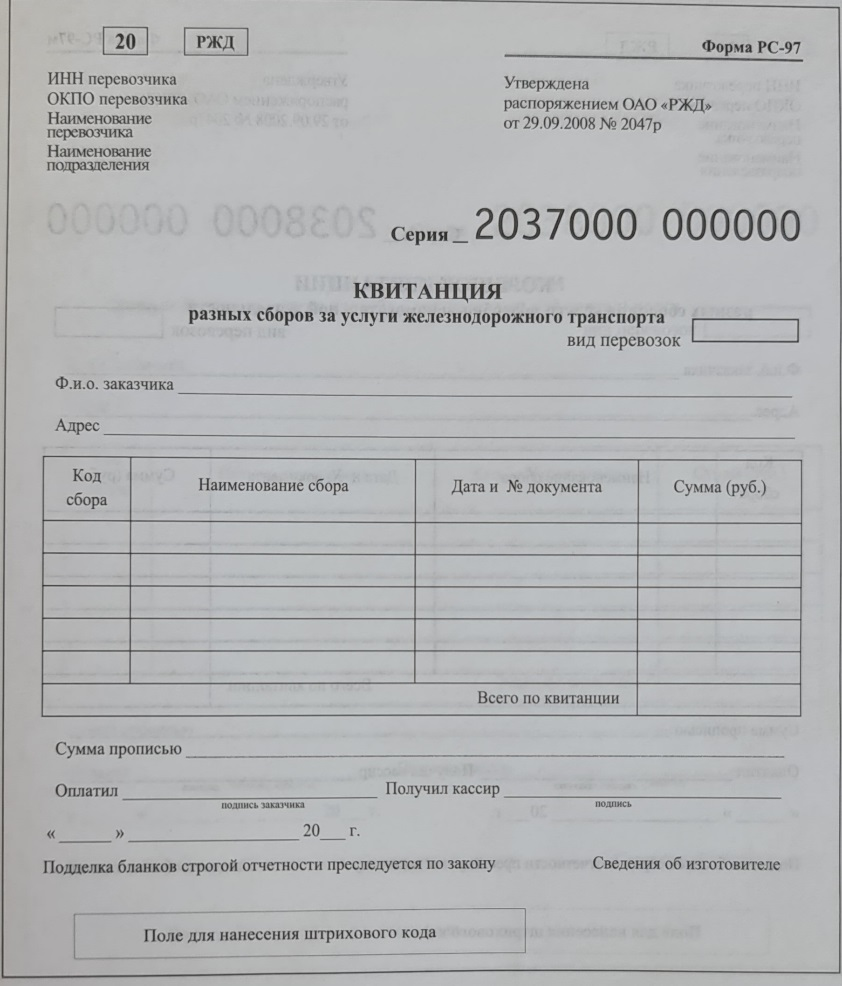 20 РЖД Форма РС-97
ИНН перевозчика
ОКПО перевозчика
Наименование
перевозчика
Наименование
подразделения
Утверждена
распоряжением ОАО «РЖД»
от 29.09.2008 № 2047р
Серия _ 2037000 000000
КВИТАНЦИЯ
разных сборов за услуги железнодорожного транспорта
вид перевозок
Ф.и.о. заказчика
Адрес
Код сбора
Наименование сбора
Дата и № документа
Сумма (руб.)
Всего по квитанции
Сумма прописью
Оплатил Получил кассир
подпись заказчика подпись
« » 20 г.
Подделка бланков строгой отчетности преследуется по закону Сведения об изготовителе
Поле для нанесения штрихового кода